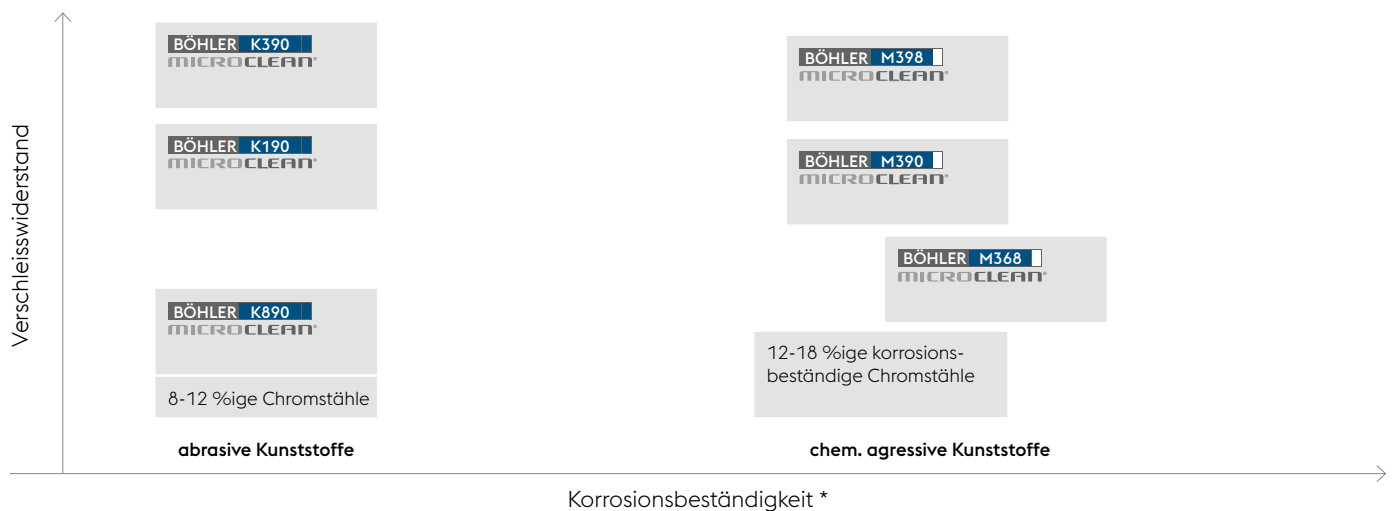 Verschleisswiderstand
BÖHLER K390
MICROCLEAN®
BÖHLER K190
MICROCLEAN®
BÖHLER K890
MICROCLEAN®
8-12 %ige Chromstähle
abrasive Kunststoffe
BÖHLER M398
MICROCLEAN®
BÖHLER M390
MICROCLEAN®
BÖHLER M368
MICROCLEAN®
12-18 %ige korrosions-
beständige Chromstähle
chem. agressive Kunststoffe
Korrosionsbeständigkeit *